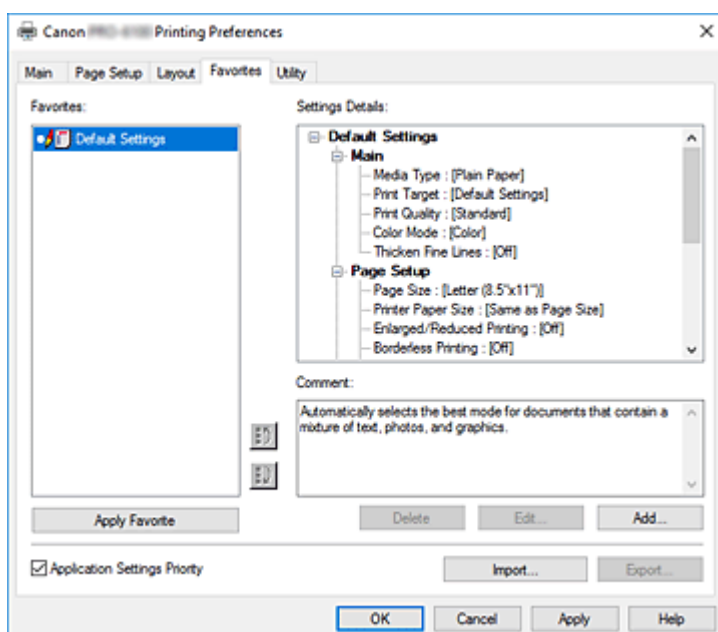 Canon Printing Preferences
Main Page Setup Layout Favorites Utility
Favorites:
Default Settings
Settings Details:
Default Settings
Main
Media Type : [Plain Paper]
Print Target : [Default Settings]
Print Quality : [Standard]
Color Mode : [Color]
Thicken Fine Lines : [Off]
Page Setup
Page Size : [Letter (8.5"x11")]
Printer Paper Size : [Same as Page Size]
Enlarged/Reduced Printing : [Off]
Borderless Printing : [Off]
Comment:
Automatically selects the best mode for documents that contain a
mixture of text, photos, and graphics.
Apply Favorite
Delete Edit... Add...
Application Settings Priority
Import... Export...
OK Cancel Apply Help